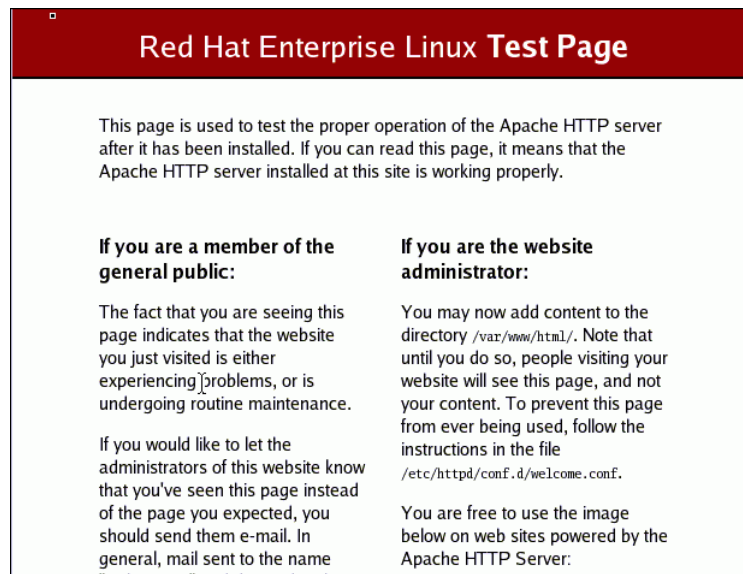 Red Hat Enterprise Linux Test Page
This page is used to test the proper operation of the Apache HTTP server
after it has been installed. If you can read this page, it means that the
Apache HTTP server installed at this site is working properly.
If you are a member of the
general public:
The fact that you are seeing this
page indicates that the website
you just visited is either
experiencing problems, or is
undergoing routine maintenance.
If you would like to let the
administrators of this website know
that you've seen this page instead
of the page you expected, you
should send them e-mail. In
general, mail sent to the name
If you are the website
administrator:
You may now add content to the
directory /var/www/html/. Note that
until you do so, people visiting your
website will see this page, and not
your content. To prevent this page
from ever being used, follow the
instructions in the file
/etc/httpd/conf.d/welcome.conf.
You are free to use the image
below on web sites powered by the
Apache HTTP Server: